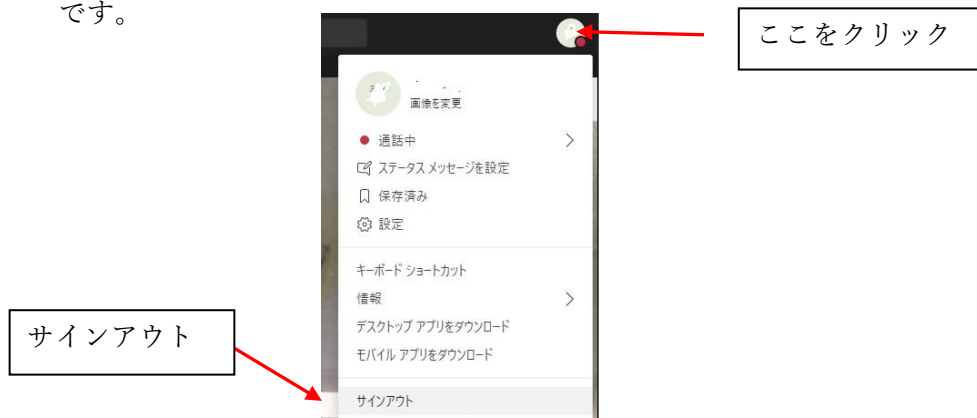 です。
ここをクリック
画像を変更
通話中
ステータス メッセージを設定
保存済み
設定
キーボード ショートカット
情報
デスクトップ アプリをダウンロード
モバイル アプリをダウンロード
サインアウト
サインアウト